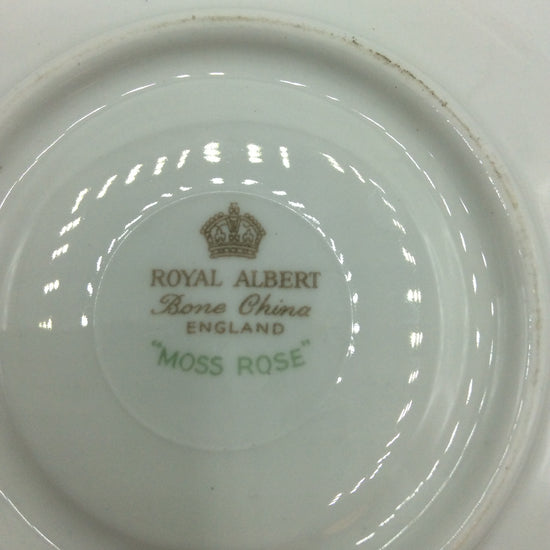 ROYAL ALBERT
Bone China
ENGLAND
"MOSS ROSE"